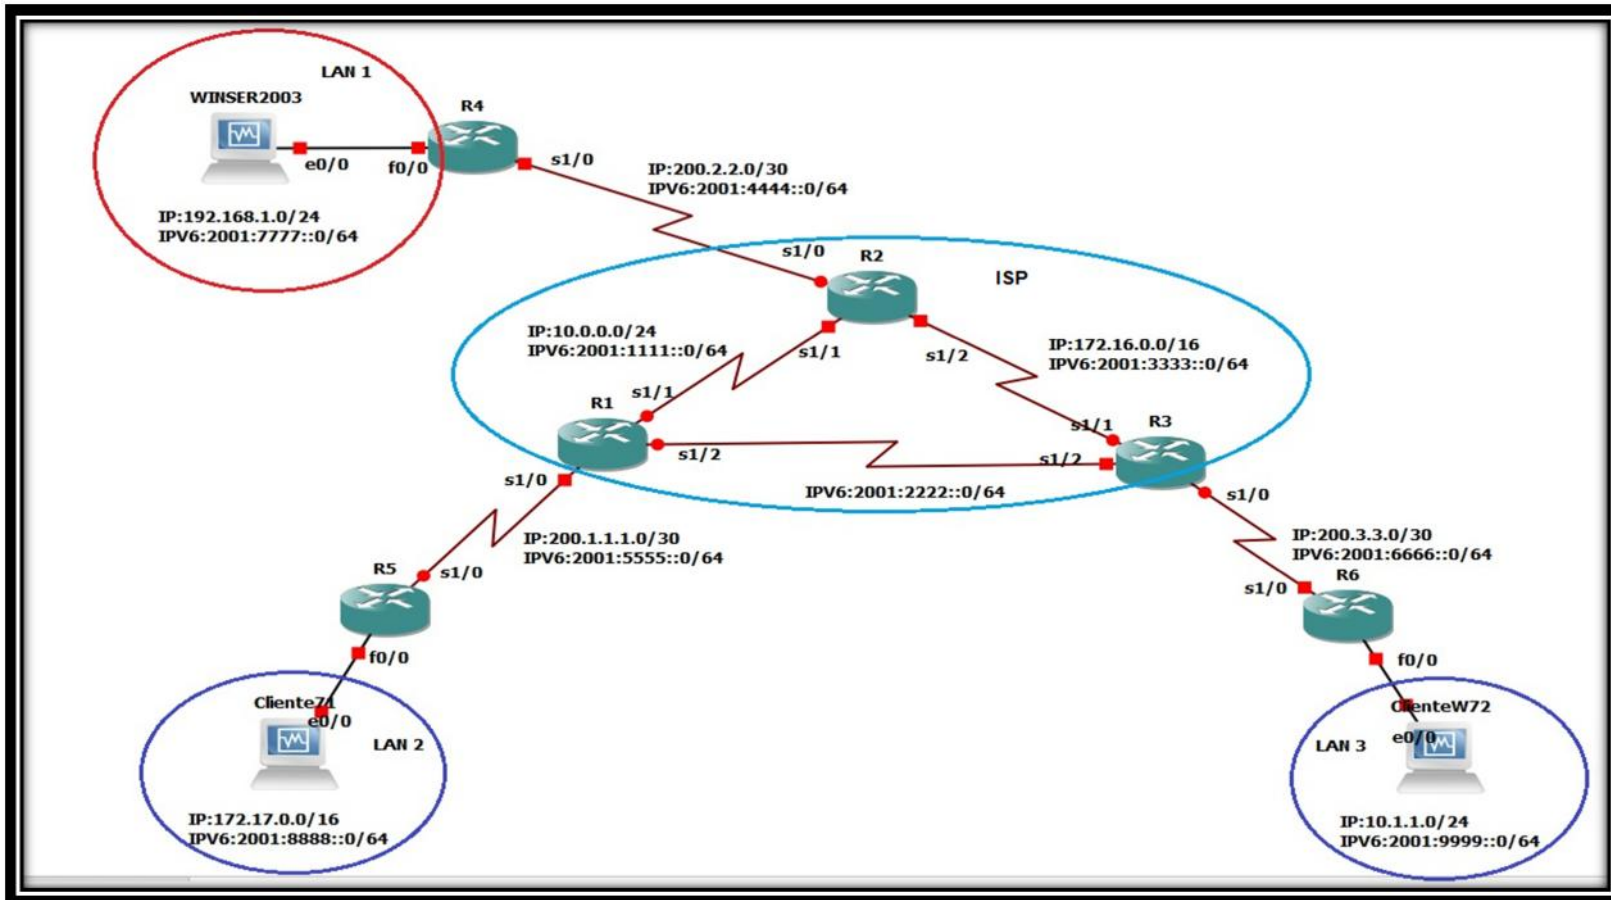 LAN 1
WINSER2003
R4
e0/0
f0/0
s1/0
IP:192.168.1.0/24
IPV6:2001:7777::0/64
IP:200.2.2.0/30
IPV6:2001:4444::0/64
s1/0
R2
ISP
IP:10.0.0.0/24
IPV6:2001:1111::0/64
s1/1
s1/2
IP:172.16.0.0/16
IPV6:2001:3333::0/64
s1/1
R1
s1/2
s1/0
s1/1
R3
s1/2
s1/0
IPV6:2001:2222::0/64
IP:200.1.1.1.0/30
IPV6:2001:5555::0/64
R5
s1/0
f0/0
IP:200.3.3.0/30
IPV6:2001:6666::0/64
s1/0
R6
f0/0
Cliente71
e0/0
LAN 2
IP:172.17.0.0/16
IPV6:2001:8888::0/64
ClienteW72
e0/0
LAN 3
IP:10.1.1.0/24
IPV6:2001:9999::0/64